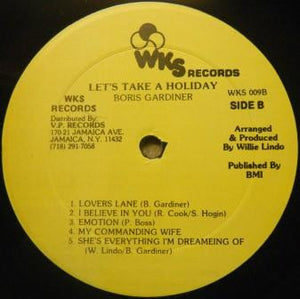 WKS RECORDS
LET'S TAKE A HOLIDAY
BORIS GARDINER
WKS 009B
SIDE B
WKS
RECORDS
Distributed By:
V.P. RECORDS
170-21 JAMAICA AVE.
JAMAICA, N.Y. 11432
(718) 291-7058
Arranged
& Produced
By Willie Lindo
Published By
BMI
1 LOVERS LANE (B. Gardiner)
2 I BELIEVE IN YOU (R. Cook/S. Hogin)
3 EMOTION (P. Boss)
4 MY COMMANDING WIFE
5 SHE'S EVERYTHING I'M DREAMEING OF
(W. Lindo/B. Gardiner)